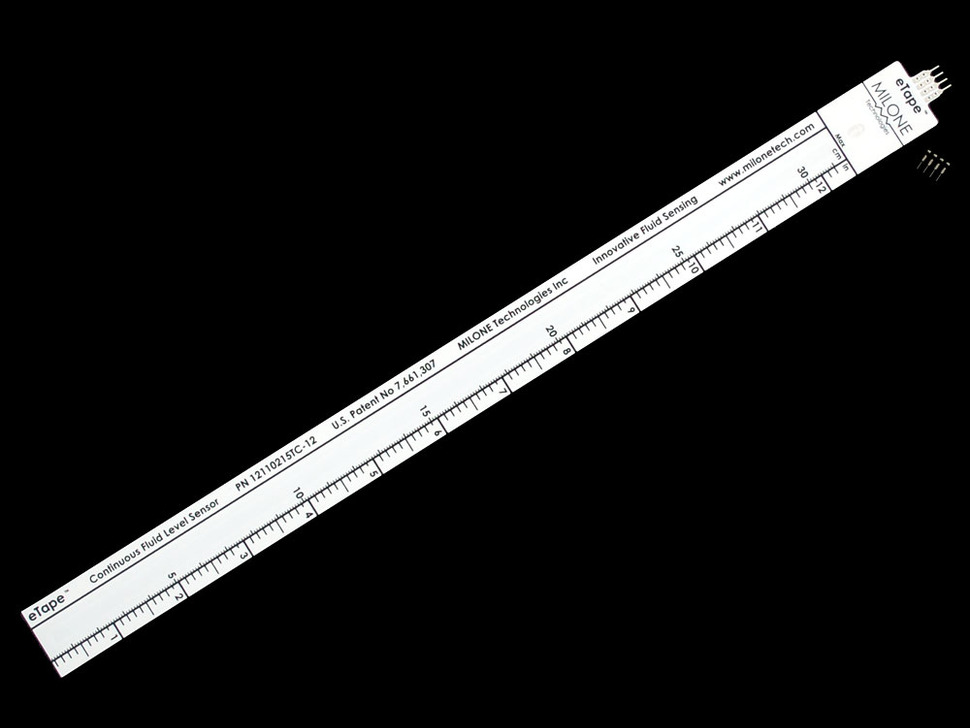 eTape™ Continuous Fluid Level Sensor PN 12110215TC-12 U.S. Patent No 7,661,307 MILONE Technologies Inc Innovative Fluid Sensing www.milonetech.com
5 10 15 20 25 30 cm
1 2 3 4 5 6 7 8 9 10 11 12 in
Max
eTape™
MILONE
Technologies